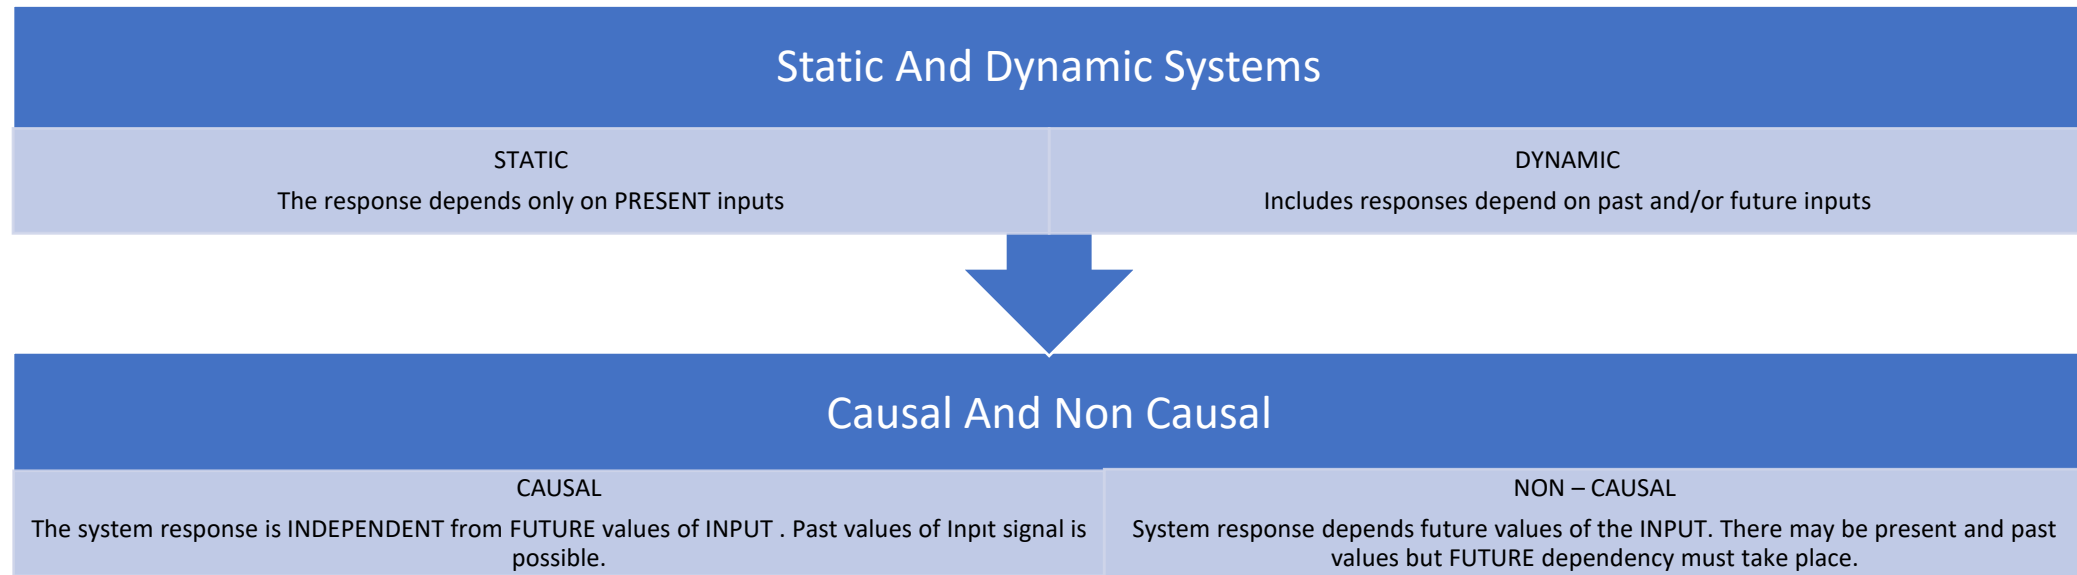 Static And Dynamic Systems
STATIC
The response depends only on PRESENT inputs
DYNAMIC
Includes responses depend on past and/or future inputs
Causal And Non Causal
CAUSAL
The system response is INDEPENDENT from FUTURE values of INPUT . Past values of Inpıt signal is
possible.
NON – CAUSAL
System response depends future values of the INPUT. There may be present and past
values but FUTURE dependency must take place.